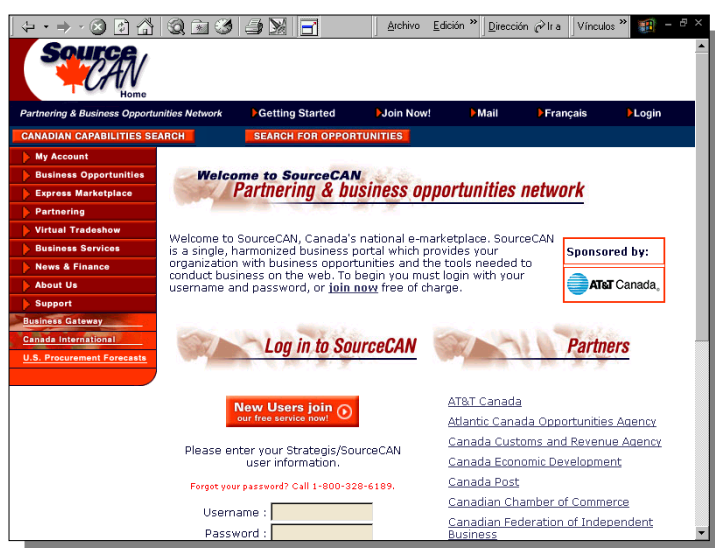 Archivo Edición » Dirección Ir a Vínculos »
Source
CAN
Home
Partnering & Business Opportunities Network Getting Started Join Now! Mail Français Login
CANADIAN CAPABILITIES SEARCH SEARCH FOR OPPORTUNITIES
My Account
Business Opportunities
Express Marketplace
Partnering
Virtual Tradeshow
Business Services
News & Finance
About Us
Support
Business Gateway
Canada International
U.S. Procurement Forecasts
Welcome to SourceCAN
Partnering & business opportunities network
Welcome to SourceCAN, Canada's national e-marketplace. SourceCAN
is a single, harmonized business portal which provides your
organization with business opportunities and the tools needed to
conduct business on the web. To begin you must login with your
username and password, or join now free of charge.
Sponsored by:
AT&T Canada
Log in to SourceCAN
New Users join
our free service now!
Please enter your Strategis/SourceCAN
user information.
Forgot your password? Call 1-800-328-6189.
Username :
Password :
Partners
AT&T Canada
Atlantic Canada Opportunities Agency
Canada Customs and Revenue Agency
Canada Economic Development
Canada Post
Canadian Chamber of Commerce
Canadian Federation of Independent
Business